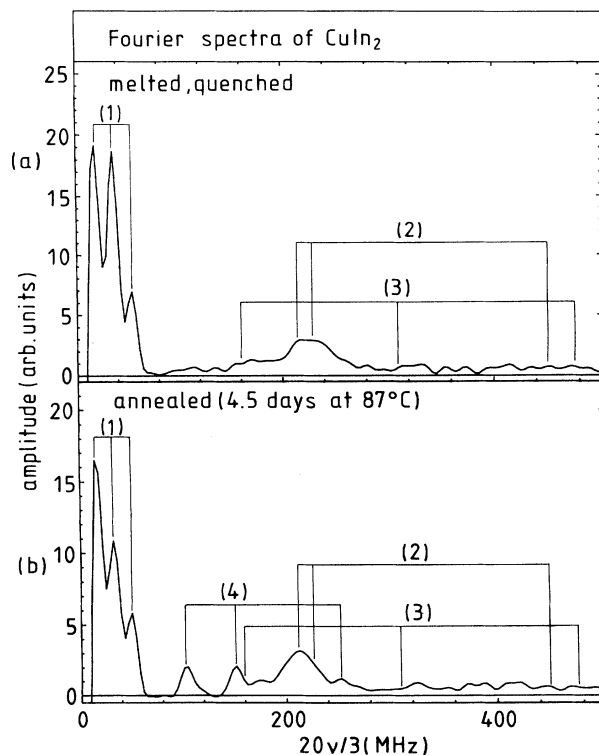 Fourier spectra of CuIn₂
melted, quenched
25
20
15
10
5
0
(1)
(2)
(3)
(a)
amplitude (arb. units)
annealed (4.5 days at 87°C)
20
15
10
5
0
(1)
(2)
(4)
(3)
(b)
0 200 400
20ν/3 (MHz)